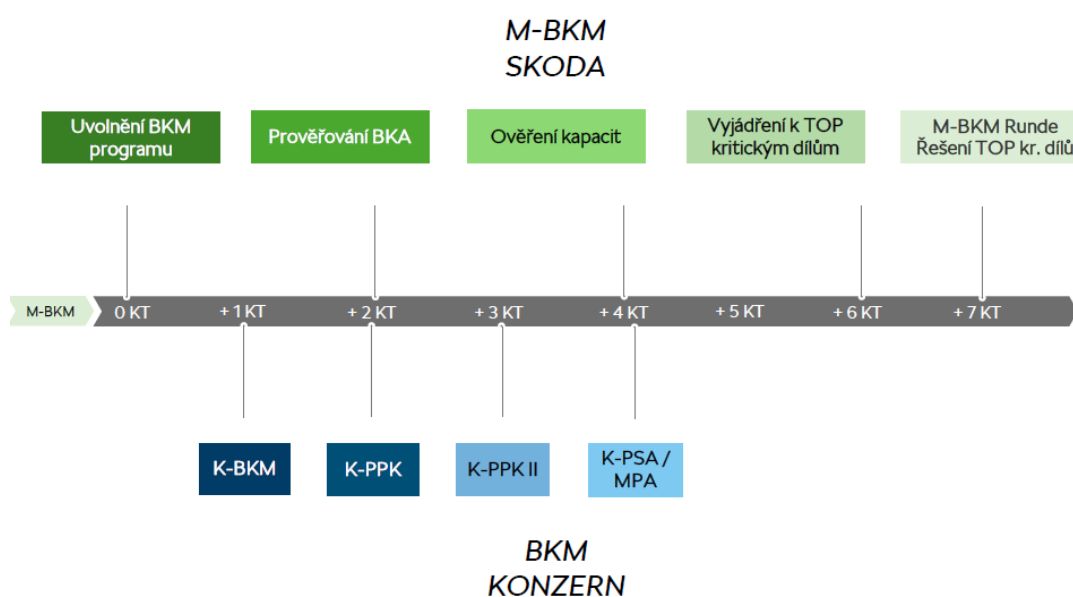 M-BKM
SKODA
Uvolnění BKM
programu
Prověřování BKA
Ověření kapacit
Vyjádření k TOP
kritickým dílům
M-BKM Runde
Řešení TOP kr. dílů
M-BKM
0 KT
+ 1 KT
+ 2 KT
+ 3 KT
+ 4 KT
+ 5 KT
+ 6 KT
+ 7 KT
K-BKM
K-PPK
K-PPK II
K-PSA /
MPA
BKM
KONZERN